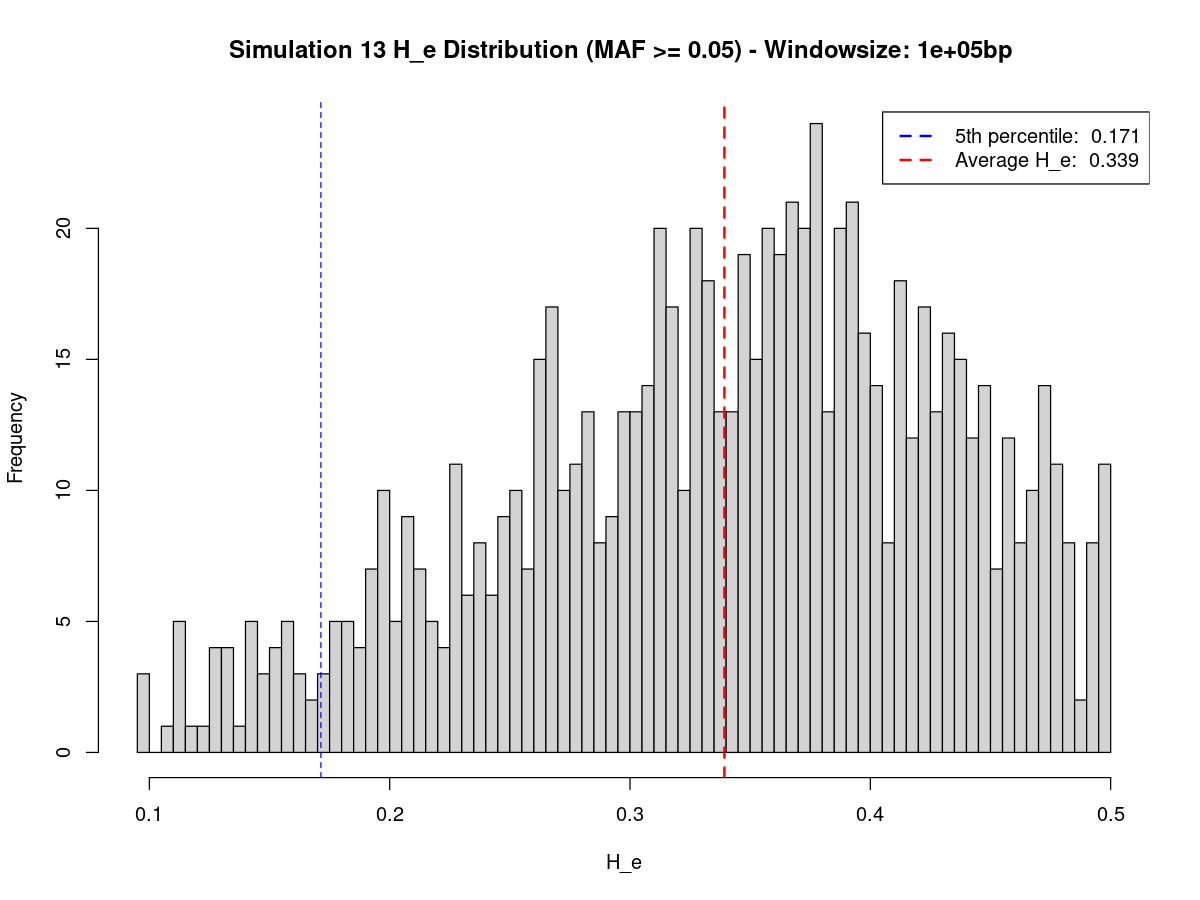 Simulation 13 H_e Distribution (MAF >= 0.05) - Windowsize: 1e+05bp
5th percentile: 0.171
Average H_e: 0.339
Frequency
20
15
10
5
0
0.1 0.2 0.3 0.4 0.5
H_e